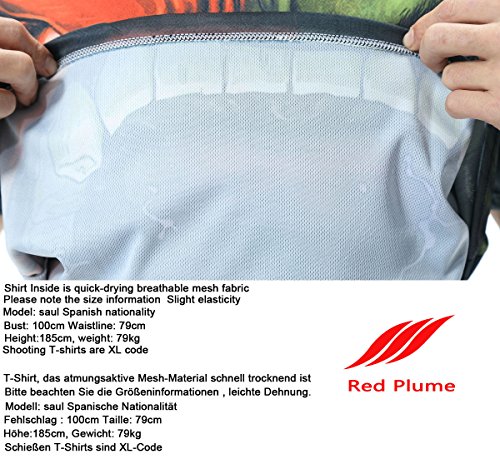 Shirt Inside is quick-drying breathable mesh fabric
Please note the size information  Slight elasticity
Model: saul Spanish nationality
Bust: 100cm Waistline: 79cm
Height:185cm, weight: 79kg
Shooting T-shirts are XL code
T-Shirt, das atmungsaktive Mesh-Material schnell trocknend ist
Bitte beachten Sie die Größeninformationen , leichte Dehnung.
Modell: saul Spanische Nationalität
Fehlschlag : 100cm Taille: 79cm
Höhe:185cm, Gewicht: 79kg
Schießen T-Shirts sind XL-Code
Red Plume